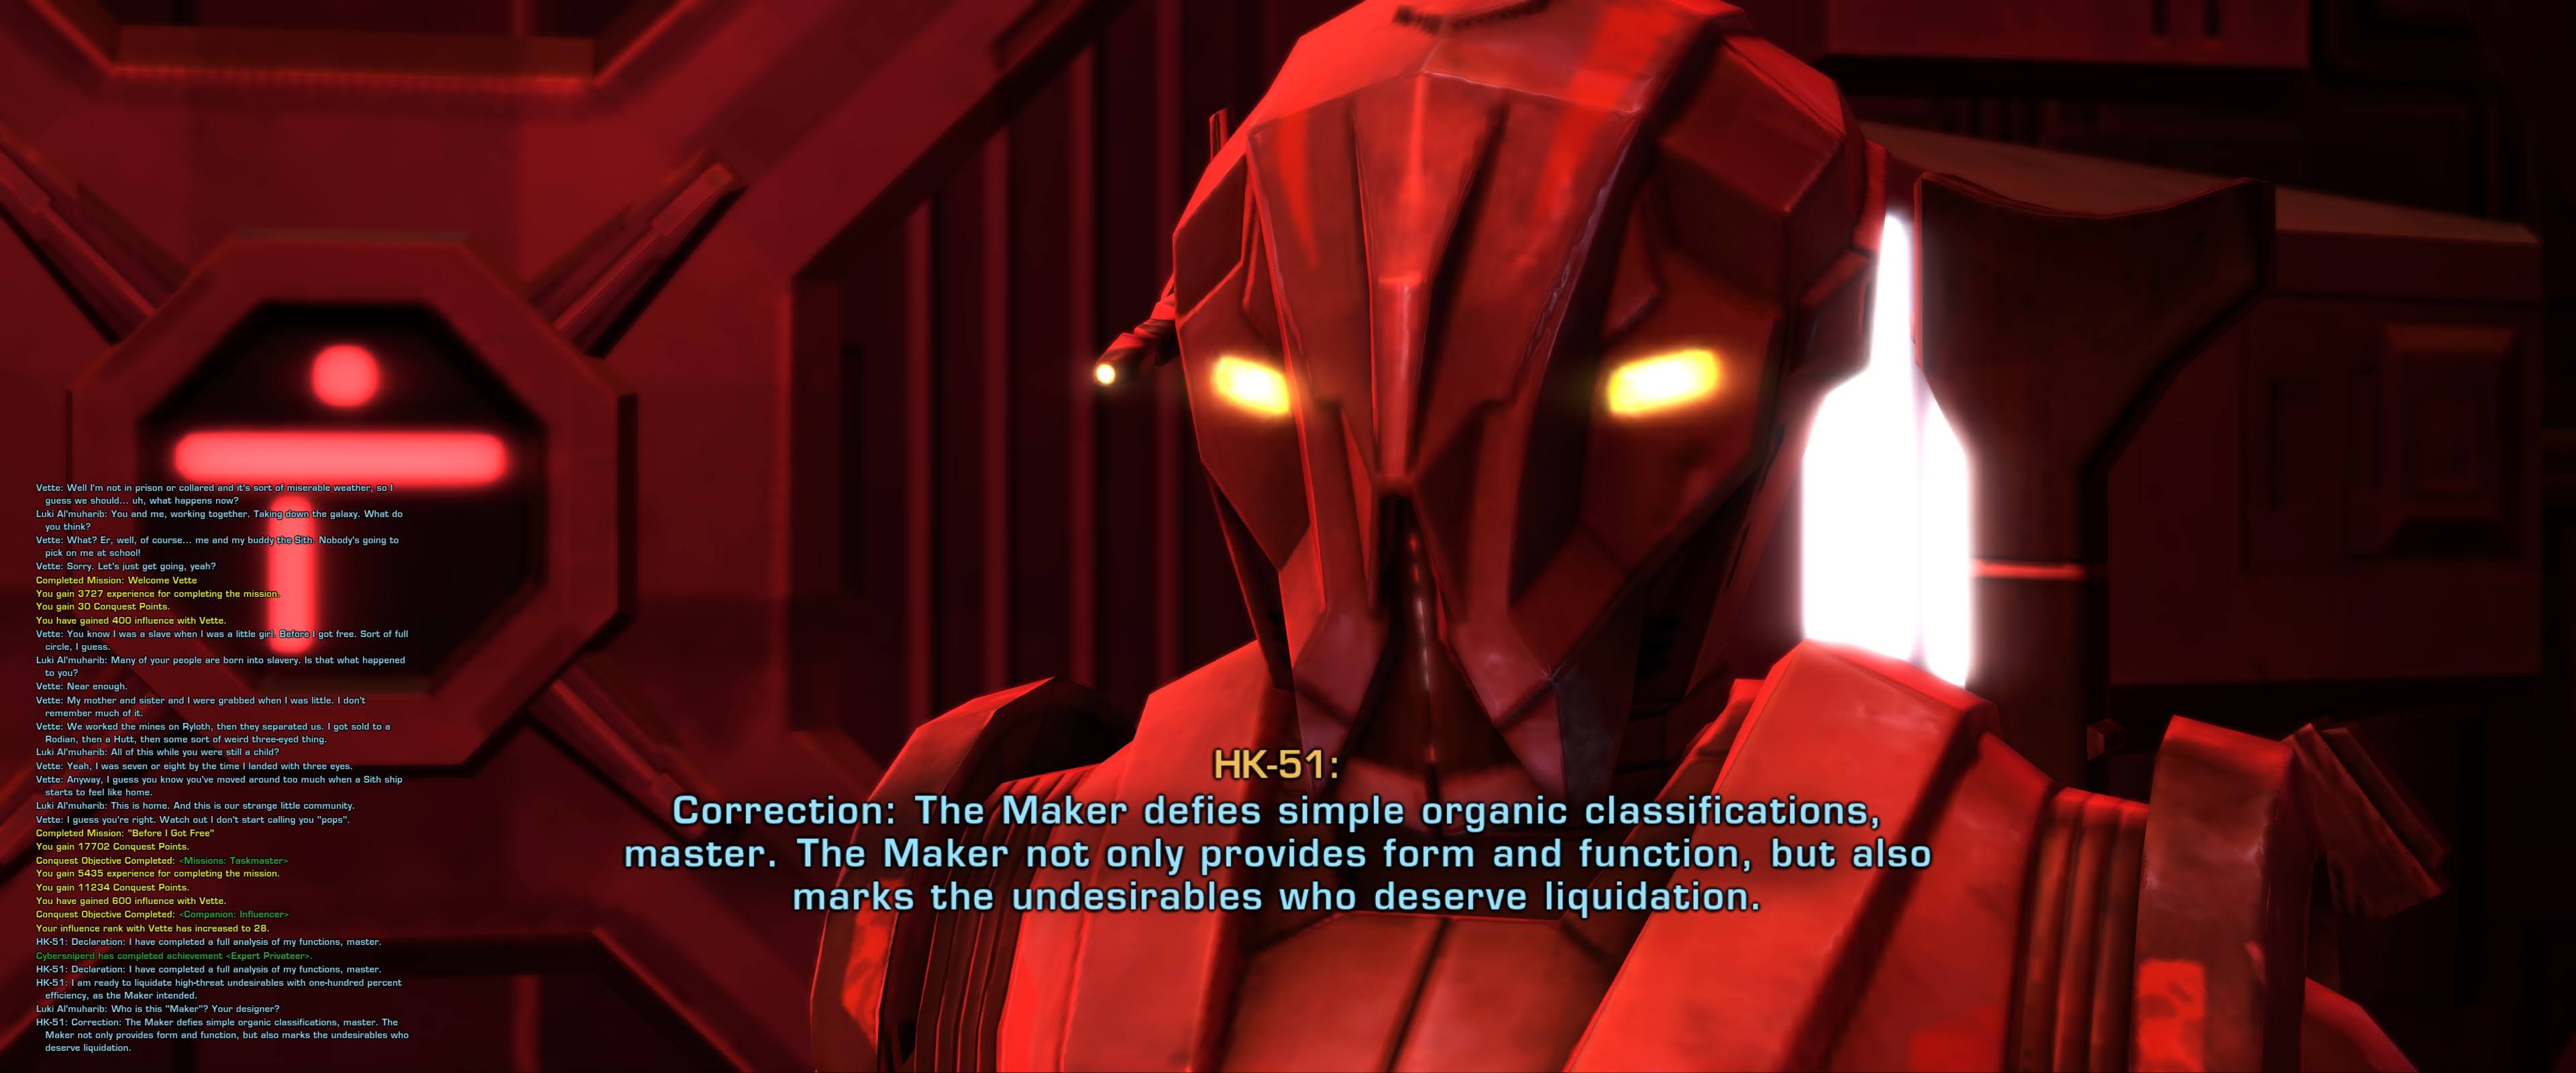 Vette: Well I'm not in prison or collared and it's sort of miserable weather, so I
guess we should... uh, what happens now?
Luki Al'muharib: You and me, working together. Taking down the galaxy. What do
you think?
Vette: What? Er, well, of course... me and my buddy the Sith. Nobody's going to
pick on me at school!
Vette: Sorry. Let's just get going, yeah?
Completed Mission: Welcome Vette
You gain 3727 experience for completing the mission.
You gain 30 Conquest Points.
You have gained 400 influence with Vette.
Vette: You know I was a slave when I was a little girl. Before I got free. Sort of full
circle, I guess.
Luki Al'muharib: Many of your people are born into slavery. Is that what happened
to you?
Vette: Near enough.
Vette: My mother and sister and I were grabbed when I was little. I don't
remember much of it.
Vette: We worked the mines on Ryloth, then they separated us. I got sold to a
Rodian, then a Hutt, then some sort of weird three-eyed thing.
Luki Al'muharib: All of this while you were still a child?
Vette: Yeah, I was seven or eight by the time I landed with three eyes.
Vette: Anyway, I guess you know you've moved around too much when a Sith ship
starts to feel like home.
Luki Al'muharib: This is home. And this is our strange little community.
Vette: I guess you're right. Watch out I don't start calling you "pops".
Completed Mission: "Before I Got Free"
You gain 17702 Conquest Points.
Conquest Objective Completed: <Missions: Taskmaster>
You gain 5435 experience for completing the mission.
You gain 11234 Conquest Points.
You have gained 600 influence with Vette.
Conquest Objective Completed: <Companion: Influencer>
Your influence rank with Vette has increased to 28.
HK-51: Declaration: I have completed a full analysis of my functions, master.
Cybersniperd has completed achievement <Expert Privateer>.
HK-51: Declaration: I have completed a full analysis of my functions, master.
HK-51: I am ready to liquidate high-threat undesirables with one-hundred percent
efficiency, as the Maker intended.
Luki Al'muharib: Who is this "Maker"? Your designer?
HK-51: Correction: The Maker defies simple organic classifications, master. The
Maker not only provides form and function, but also marks the undesirables who
deserve liquidation.
HK-51:
Correction: The Maker defies simple organic classifications,
master. The Maker not only provides form and function, but also
marks the undesirables who deserve liquidation.